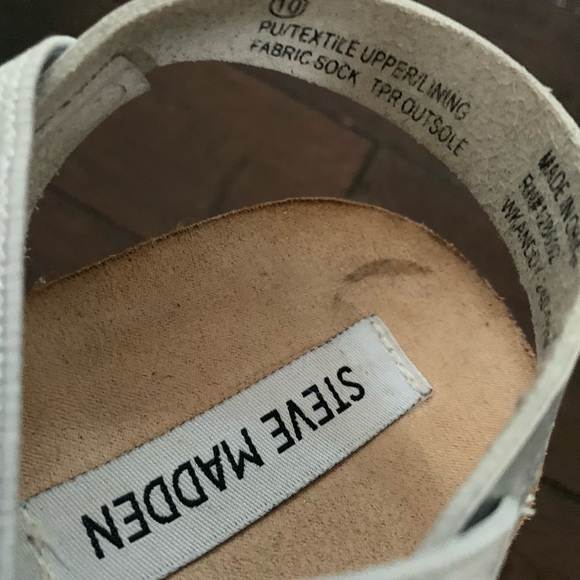 10
PU/TEXTILE UPPER/LINING
FABRIC SOCK TPR OUTSOLE
MADE IN
STEVE MADDEN